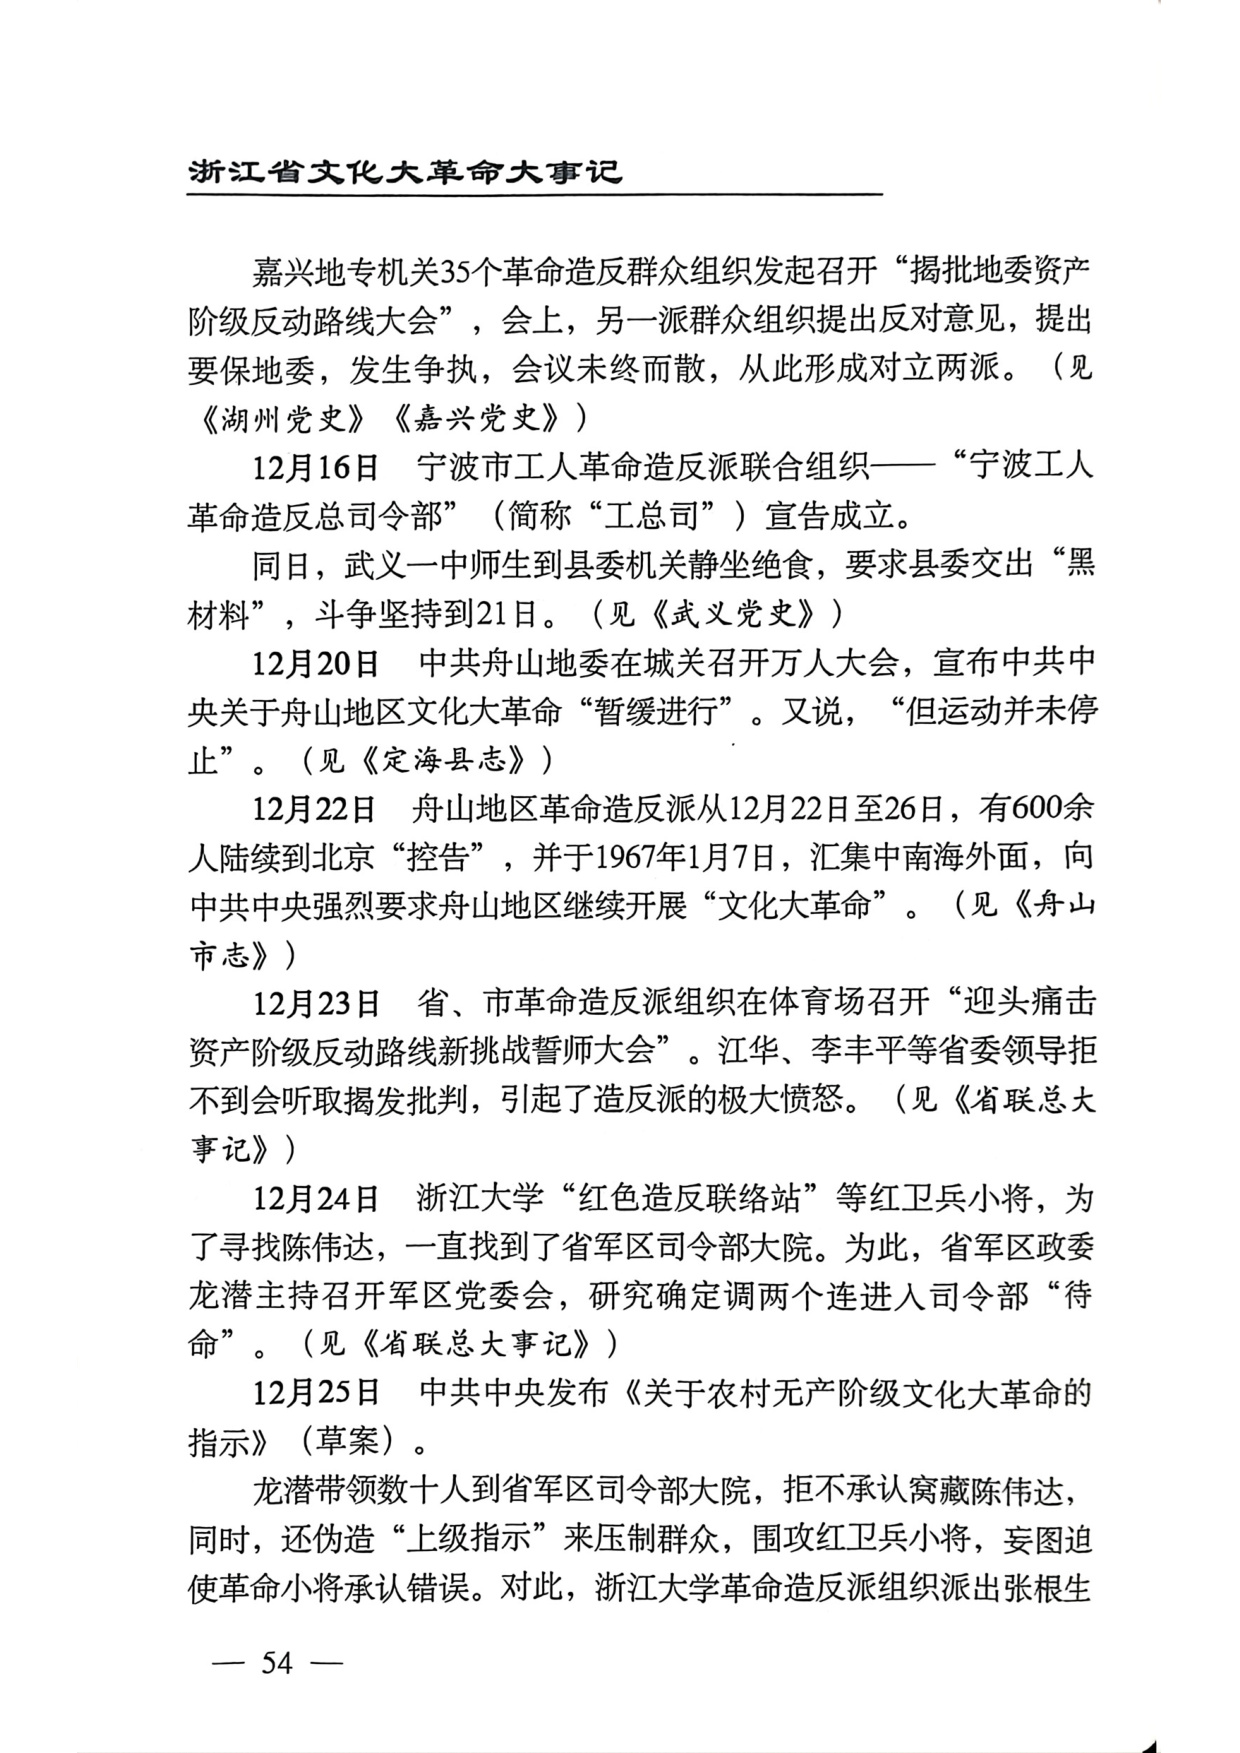 浙江省文化大革命大事记
嘉兴地专机关35个革命造反群众组织发起召开“揭批地委资产
阶级反动路线大会”，会上，另一派群众组织提出反对意见，提出
要保地委，发生争执，会议未终而散，从此形成对立两派。（见
《湖州党史》《嘉兴党史》）
12月16日　宁波市工人革命造反派联合组织——“宁波工人
革命造反总司令部”（简称“工总司”）宣告成立。
同日，武义一中师生到县委机关静坐绝食，要求县委交出“黑
材料”，斗争坚持到21日。（见《武义党史》）
12月20日　中共舟山地委在城关召开万人大会，宣布中共中
央关于舟山地区文化大革命“暂缓进行”。又说，“但运动并未停
止”。（见《定海县志》）
12月22日　舟山地区革命造反派从12月22日至26日，有600余
人陆续到北京“控告”，并于1967年1月7日，汇集中南海外面，向
中共中央强烈要求舟山地区继续开展“文化大革命”。（见《舟山
市志》）
12月23日　省、市革命造反派组织在体育场召开“迎头痛击
资产阶级反动路线新挑战誓师大会”。江华、李丰平等省委领导拒
不到会听取揭发批判，引起了造反派的极大愤怒。（见《省联总大
事记》）
12月24日　浙江大学“红色造反联络站”等红卫兵小将，为
了寻找陈伟达，一直找到了省军区司令部大院。为此，省军区政委
龙潜主持召开军区党委会，研究确定调两个连进入司令部“待
命”。（见《省联总大事记》）
12月25日　中共中央发布《关于农村无产阶级文化大革命的
指示》（草案）。
龙潜带领数十人到省军区司令部大院，拒不承认窝藏陈伟达，
同时，还伪造“上级指示”来压制群众，围攻红卫兵小将，妄图迫
使革命小将承认错误。对此，浙江大学革命造反派组织派出张根生
— 54 —